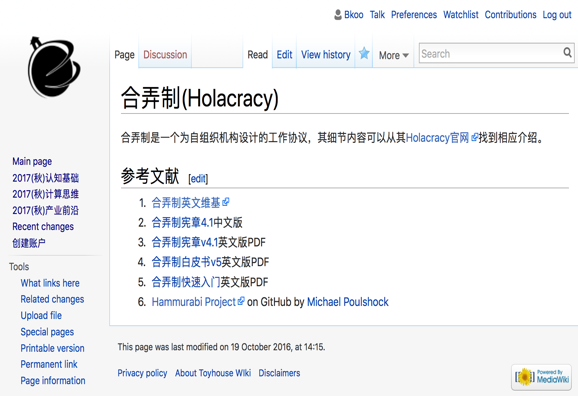 Bkoo Talk Preferences Watchlist Contributions Log out
Page Discussion Read Edit View history More Search
合弄制(Holacracy)
合弄制是一个为自组织机构设计的工作协议，其细节内容可以从其Holacracy官网找到相应介绍。
参考文献 [edit]
1. 合弄制英文维基
2. 合弄制宪章4.1中文版
3. 合弄制宪章v4.1英文版PDF
4. 合弄制白皮书v5英文版PDF
5. 合弄制快速入门英文版PDF
6. Hammurabi Project on GitHub by Michael Poulshock
Main page
2017(秋)认知基础
2017(秋)计算思维
2017(秋)产业前沿
Recent changes
创建账户
Tools
What links here
Related changes
Upload file
Special pages
Printable version
Permanent link
Page information
This page was last modified on 19 October 2016, at 14:15.
Privacy policy About Toyhouse Wiki Disclaimers
Powered By
MediaWiki